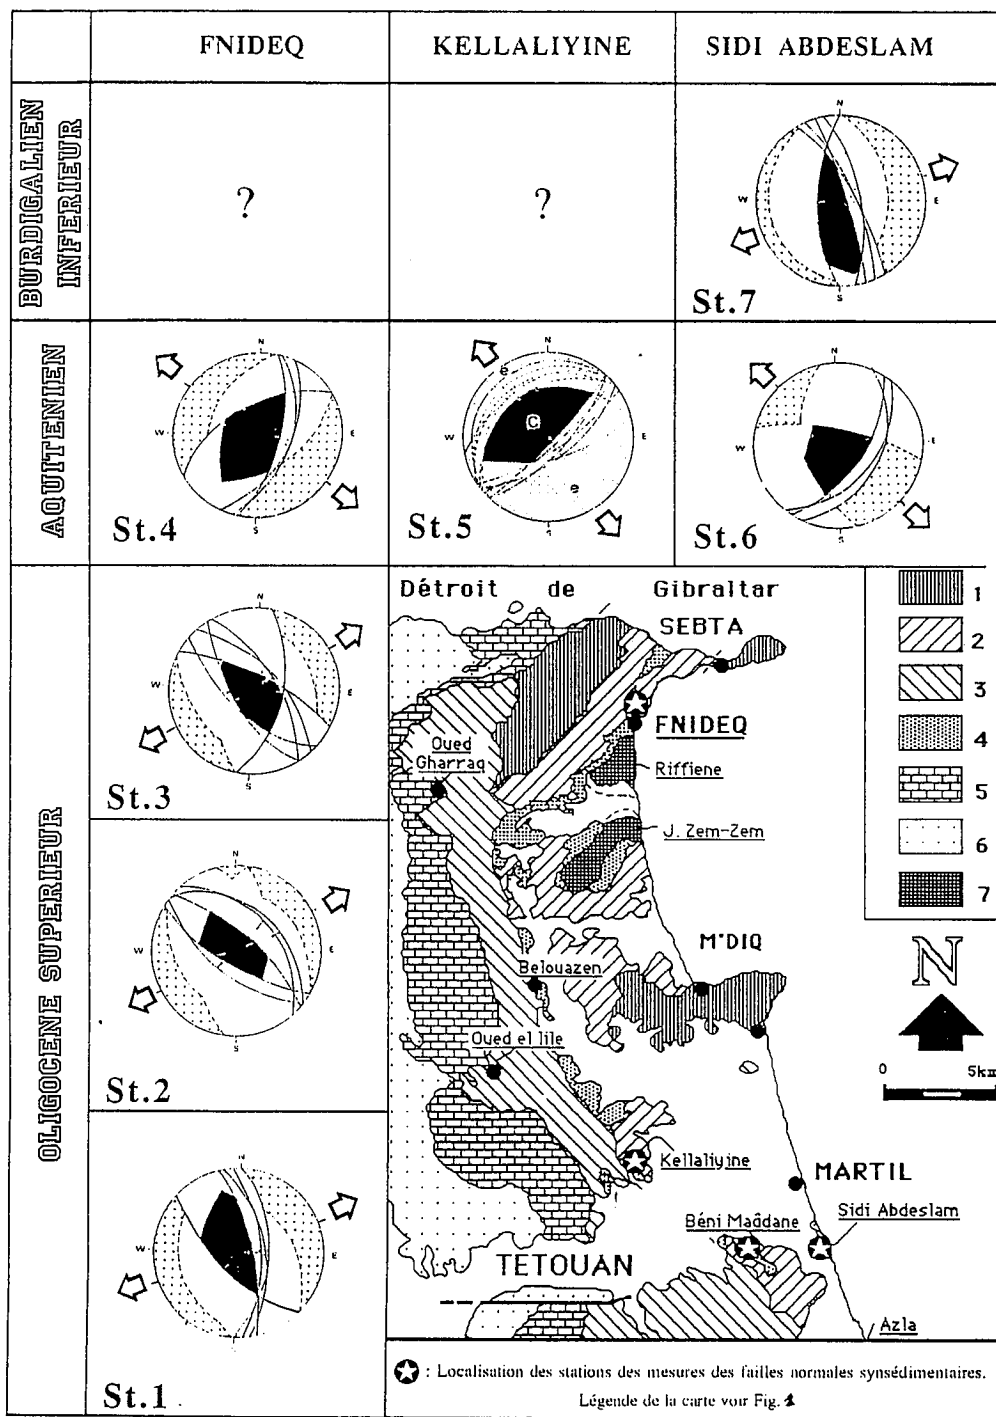 FNIDEQ
KELLALIYINE
SIDI ABDESLAM
BURDIGALIEN
INFERIEUR
?
?
N
W
E
S
St.7
AQUITENIEN
N
W
E
S
St.4
N
W
E
S
e
C
e
St.5
N
W
E
S
St.6
OLIGOCENE SUPERIEUR
N
W
E
S
St.3
N
W
E
S
St.2
N
W
E
S
St.1
Détroit de Gibraltar
SEBTA
FNIDEQ
Oued
Gharraq
Riffiene
J. Zem-Zem
M'DIQ
Belouazen
Oued el lile
Kellaliyine
MARTIL
Béni Maâdane
Sidi Abdeslam
TETOUAN
Azla
1
2
3
4
5
6
7
N
0 5km
: Localisation des stations des mesures des failles normales synsédimentaires.
Légende de la carte voir Fig. 1